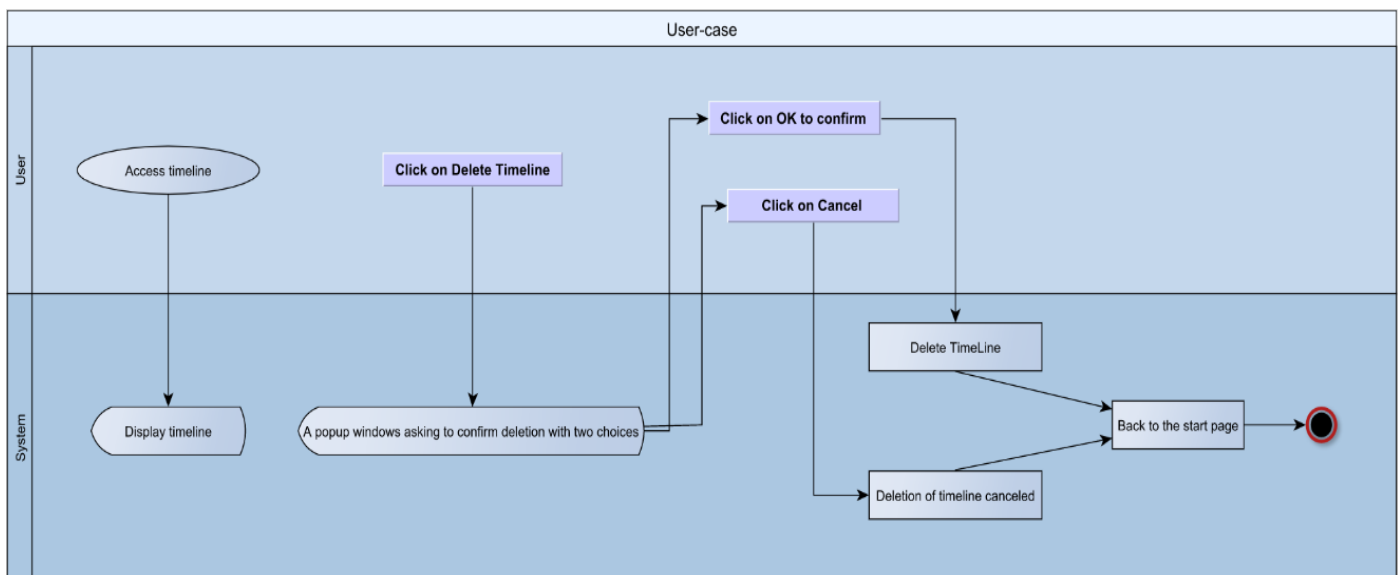 User-case
User
Access timeline
Click on Delete Timeline
Click on OK to confirm
Click on Cancel
System
Display timeline
A popup windows asking to confirm deletion with two choices
Delete TimeLine
Deletion of timeline canceled
Back to the start page